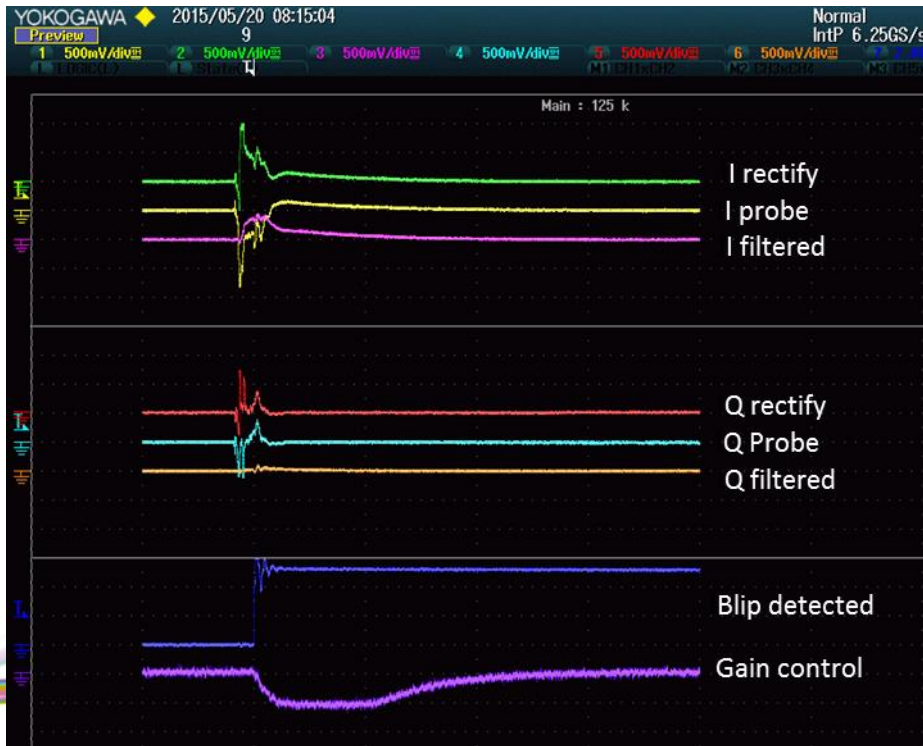 YOKOGAWA 2015/05/20 08:15:04 Normal
Preview 9 IntP 6.25GS/s
1 500mV/div 2 500mV/div 3 500mV/div 4 500mV/div 5 500mV/div 6 500mV/div 7
Main : 125 k
I rectify
I probe
I filtered
Q rectify
Q Probe
Q filtered
Blip detected
Gain control